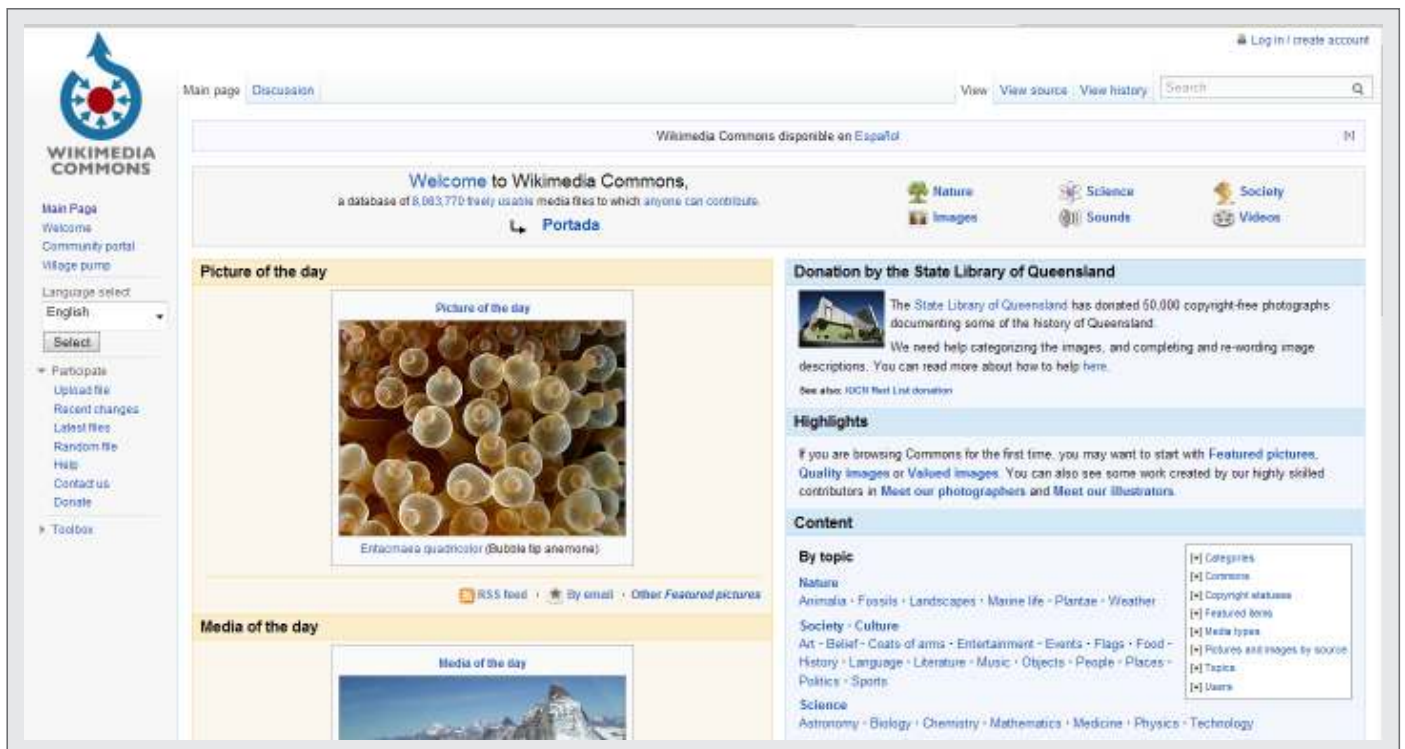 Log in / create account
Main page Discussion
View View source View history Search
WIKIMEDIA
COMMONS
Wikimedia Commons disponible en Español
Welcome to Wikimedia Commons,
a database of 8,063,770 freely usable media files to which anyone can contribute.
Portada
Nature Science Society
Images Sounds Videos
Main Page
Welcome
Community portal
Village pump
Language select
English
Select
Participate
Upload file
Recent changes
Latest files
Random file
Help
Contact us
Donate
Toolbox
Picture of the day
Picture of the day
Entacmaea quadricolor (Bubble tip anemone)
RSS feed · By email · Other Featured pictures
Media of the day
Media of the day
Donation by the State Library of Queensland
The State Library of Queensland has donated 50,000 copyright-free photographs
documenting some of the history of Queensland.
We need help categorizing the images, and completing and re-wording image
descriptions. You can read more about how to help here.
See also: IUCN Red List donation
Highlights
If you are browsing Commons for the first time, you may want to start with Featured pictures,
Quality images or Valued images. You can also see some work created by our highly skilled
contributors in Meet our photographers and Meet our illustrators.
Content
By topic
Nature
Animalia · Fossils · Landscapes · Marine life · Plantae · Weather
Society · Culture
Art · Belief · Coats of arms · Entertainment · Events · Flags · Food ·
History · Language · Literature · Music · Objects · People · Places ·
Politics · Sports
Science
Astronomy · Biology · Chemistry · Mathematics · Medicine · Physics · Technology
[+] Categories
[+] Commons
[+] Copyright statuses
[+] Featured items
[+] Media types
[+] Pictures and images by source
[+] Topics
[+] Users